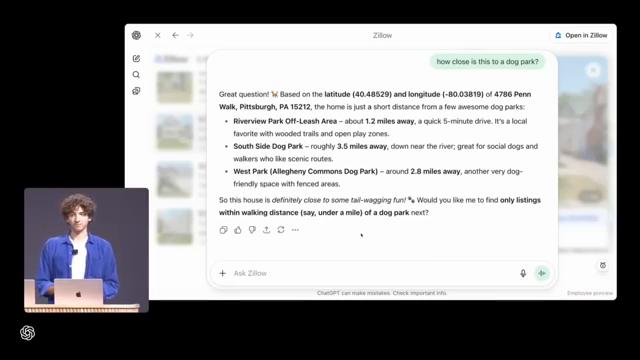 Zillow
Open in Zillow
how close is this to a dog park?
Great question! 🐕 Based on the latitude (40.48529) and longitude (-80.03819) of 4786 Penn
Walk, Pittsburgh, PA 15212, the home is just a short distance from a few awesome dog parks:
• Riverview Park Off-Leash Area – about 1.2 miles away, a quick 5-minute drive. It's a local
favorite with wooded trails and open play zones.
• South Side Dog Park – roughly 3.5 miles away, down near the river; great for social dogs and
walkers who like scenic routes.
• West Park (Allegheny Commons Dog Park) – around 2.8 miles away, another very dog-
friendly space with fenced areas.
So this house is definitely close to some tail-wagging fun! 🐾 Would you like me to find only listings
within walking distance (say, under a mile) of a dog park next?
Ask Zillow
ChatGPT can make mistakes. Check important info.
Employee preview